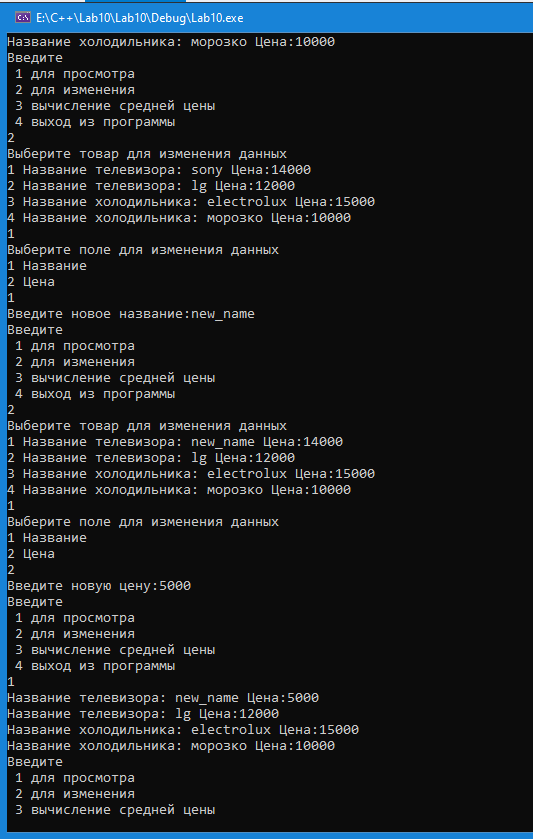 E:\C++\Lab10\Lab10\Debug\Lab10.exe
Название холодильника: морозко Цена:10000
Введите
 1 для просмотра
 2 для изменения
 3 вычисление средней цены
 4 выход из программы
2
Выберите товар для изменения данных
1 Название телевизора: sony Цена:14000
2 Название телевизора: lg Цена:12000
3 Название холодильника: electrolux Цена:15000
4 Название холодильника: морозко Цена:10000
1
Выберите поле для изменения данных
1 Название
2 Цена
1
Введите новое название:new_name
Введите
 1 для просмотра
 2 для изменения
 3 вычисление средней цены
 4 выход из программы
2
Выберите товар для изменения данных
1 Название телевизора: new_name Цена:14000
2 Название телевизора: lg Цена:12000
3 Название холодильника: electrolux Цена:15000
4 Название холодильника: морозко Цена:10000
1
Выберите поле для изменения данных
1 Название
2 Цена
2
Введите новую цену:5000
Введите
 1 для просмотра
 2 для изменения
 3 вычисление средней цены
 4 выход из программы
1
Название телевизора: new_name Цена:5000
Название телевизора: lg Цена:12000
Название холодильника: electrolux Цена:15000
Название холодильника: морозко Цена:10000
Введите
 1 для просмотра
 2 для изменения
 3 вычисление средней цены